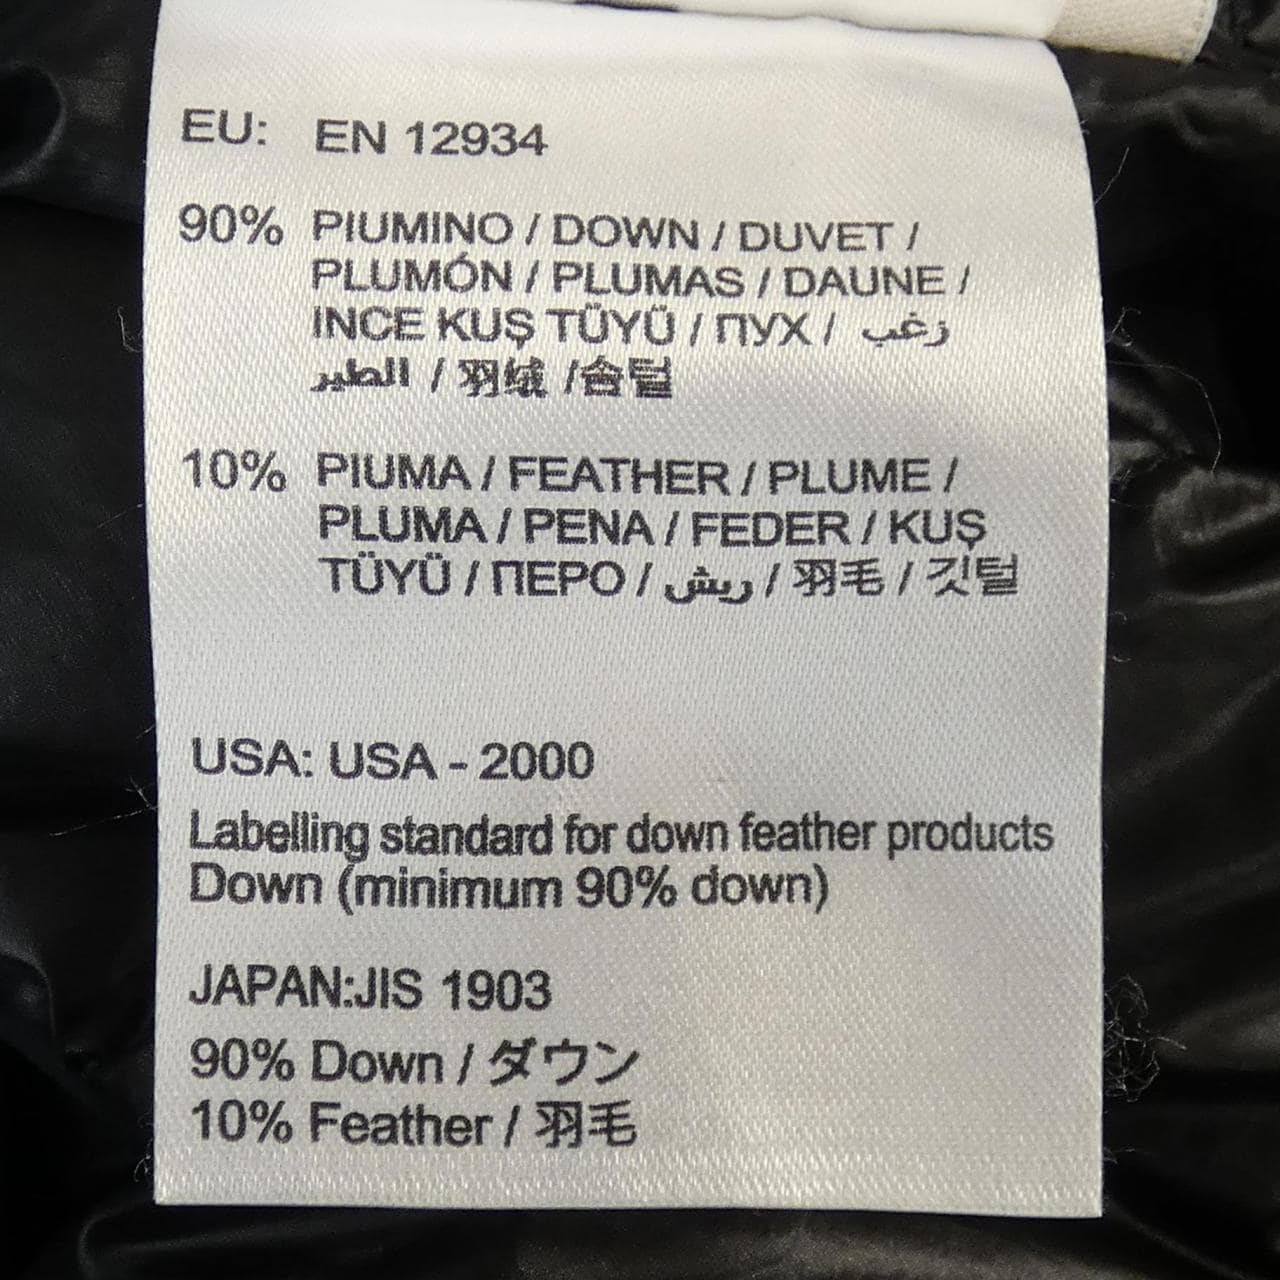 EU: EN 12934
90% PIUMINO / DOWN / DUVET /
PLUMÓN / PLUMAS / DAUNE /
INCE KUŞ TÜYÜ / ПУХ / زغب
الطير / 羽绒 /솜털
10% PIUMA / FEATHER / PLUME /
PLUMA / PENA / FEDER / KUŞ
TÜYÜ / ПЕРО / ريش / 羽毛 / 깃털
USA: USA - 2000
Labelling standard for down feather products
Down (minimum 90% down)
JAPAN:JIS 1903
90% Down / ダウン
10% Feather / 羽毛